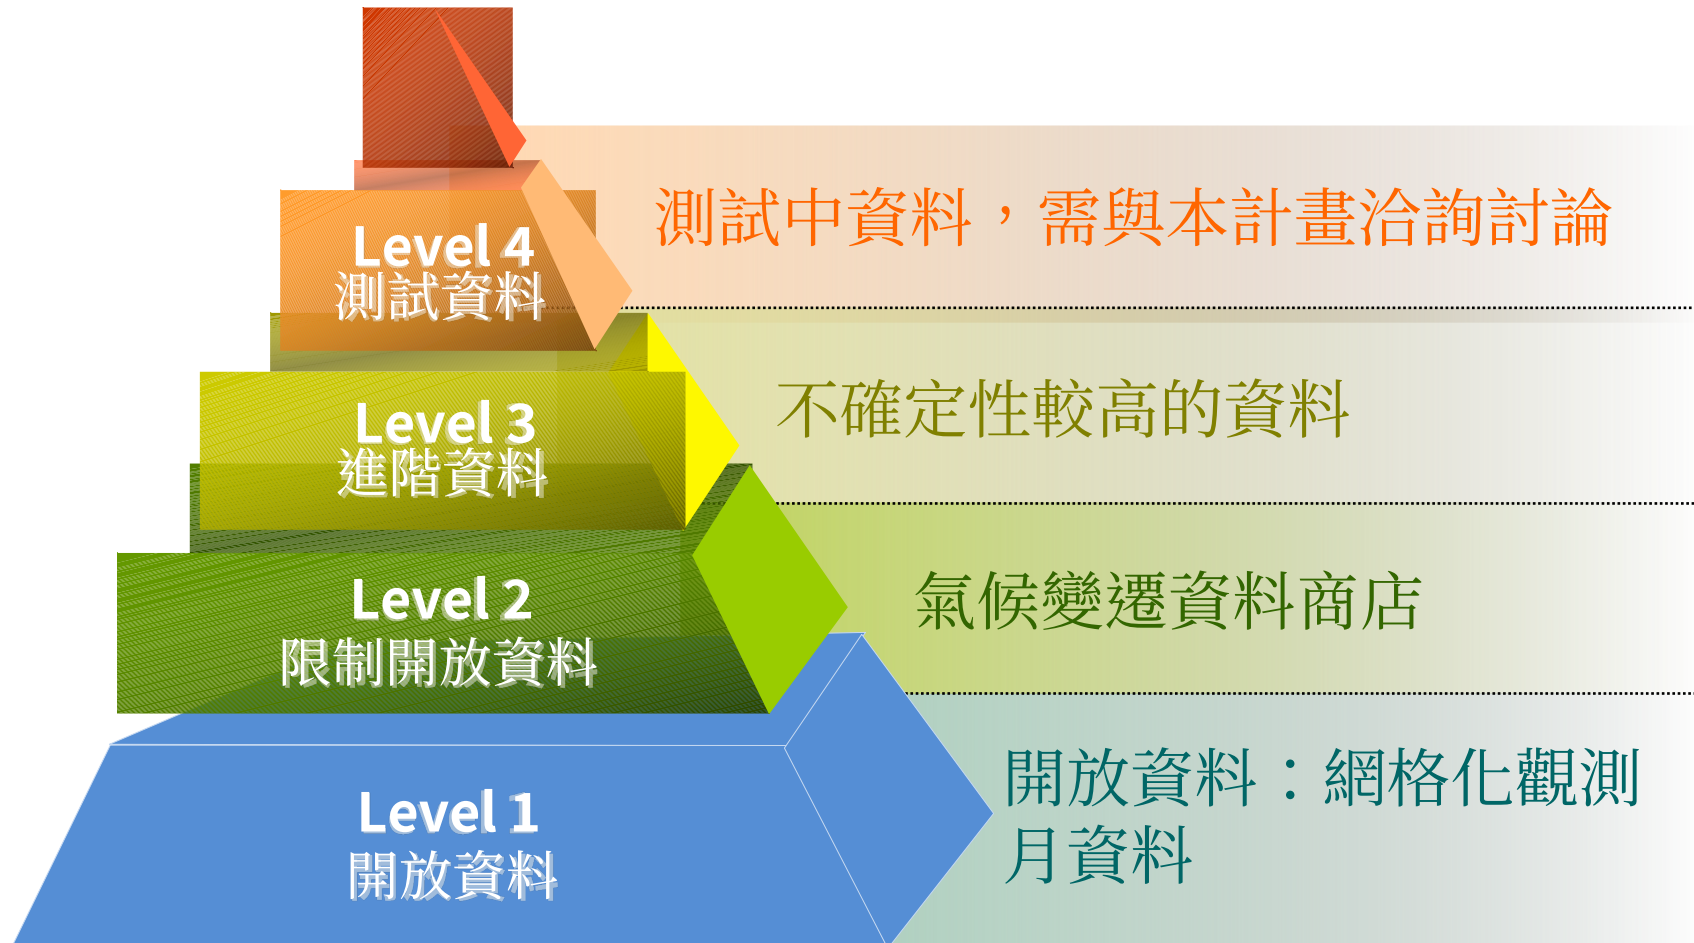 Level 4
測試資料
測試中資料，需與本計畫洽詢討論
Level 3
進階資料
不確定性較高的資料
Level 2
限制開放資料
氣候變遷資料商店
Level 1
開放資料
開放資料：網格化觀測
月資料